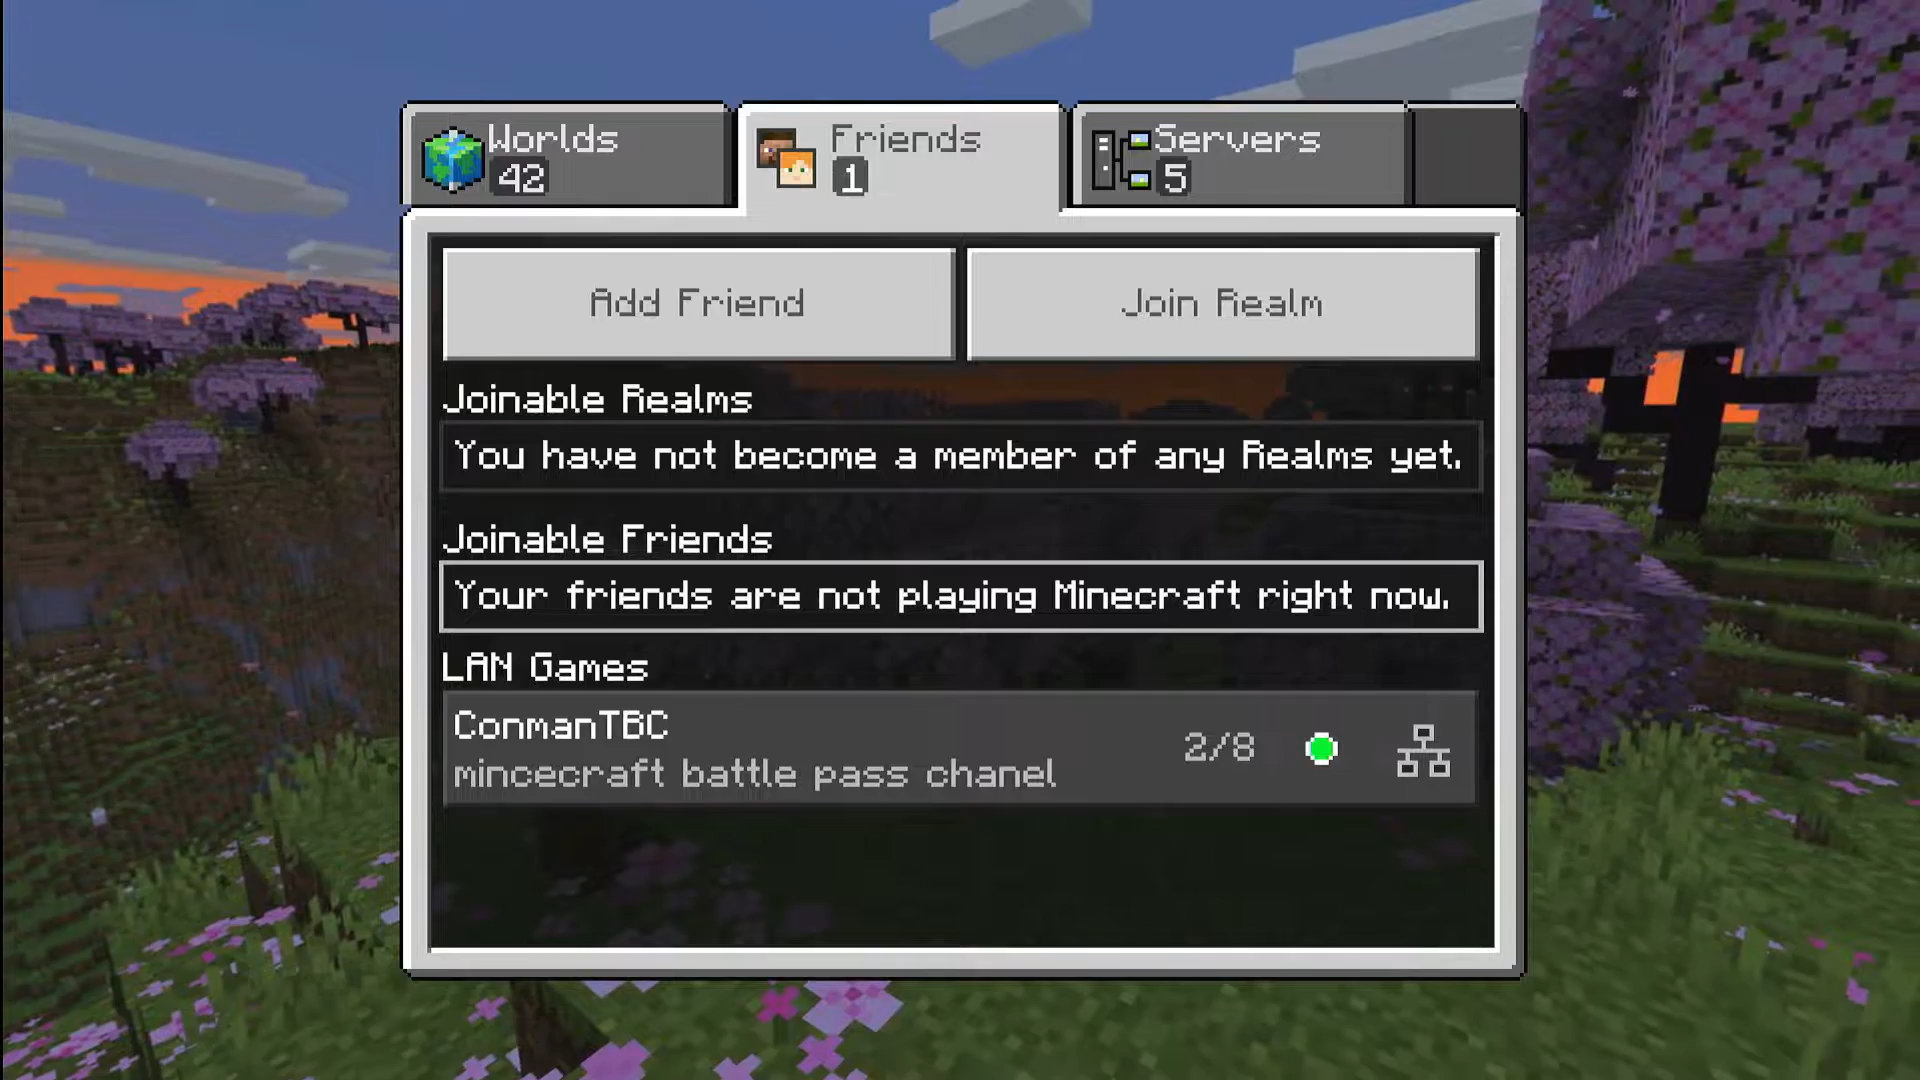 Worlds
42
Friends
1
Servers
5
Add Friend
Join Realm
Joinable Realms
You have not become a member of any Realms yet.
Joinable Friends
Your friends are not playing Minecraft right now.
LAN Games
ConmanTBC
2/8
mincecraft battle pass chanel